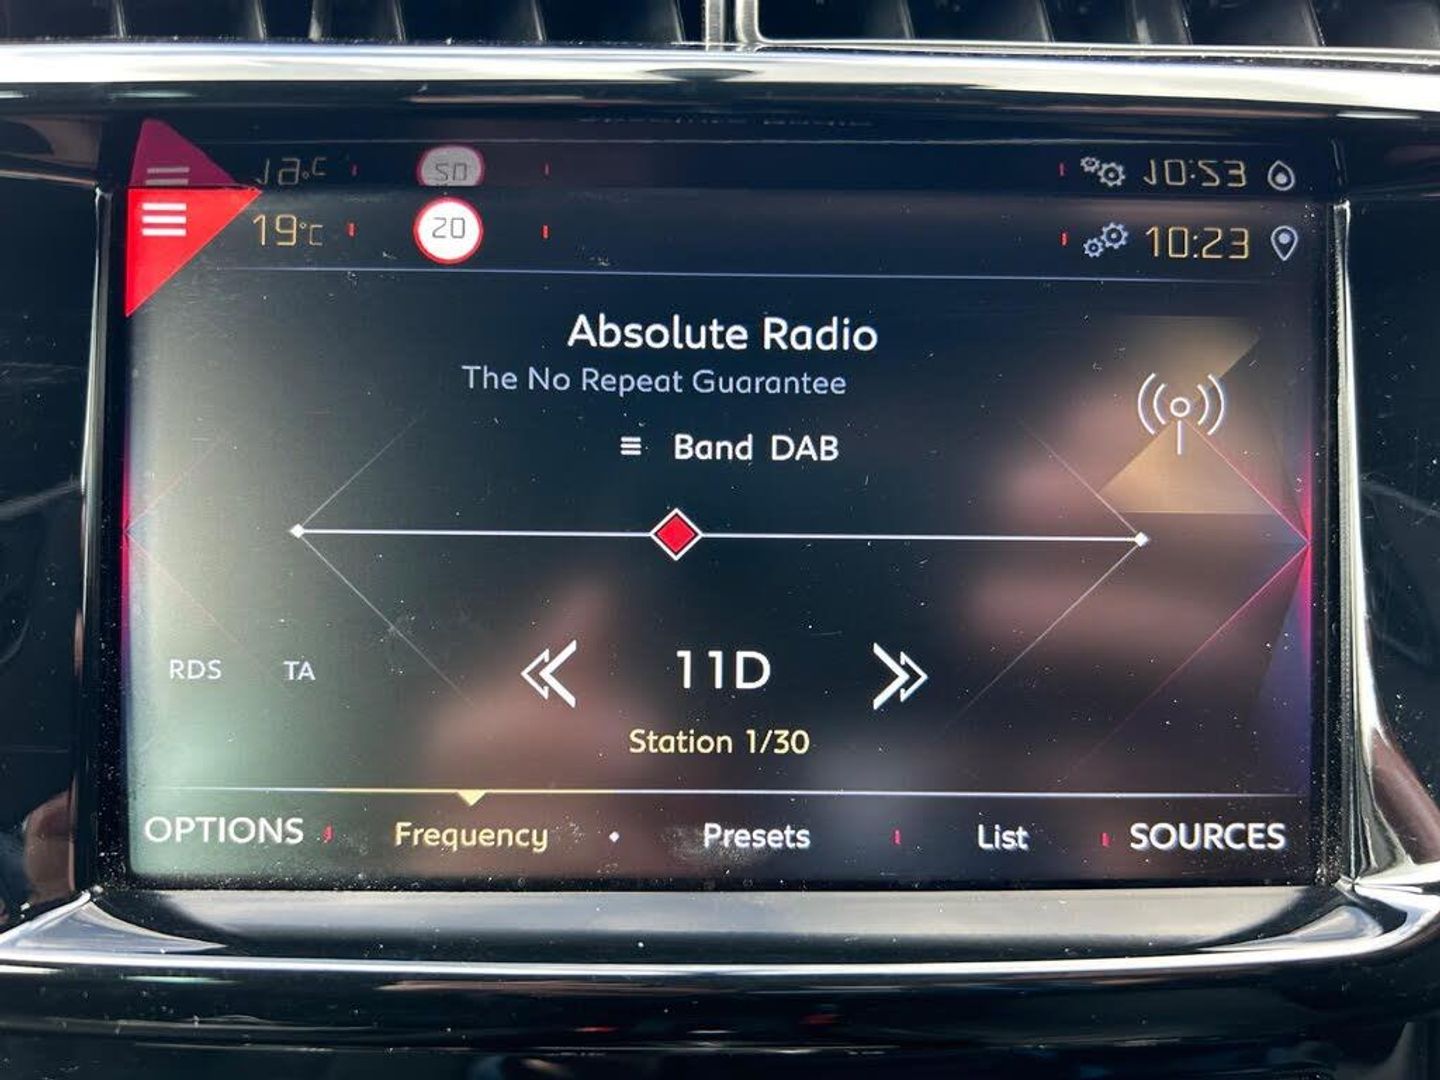 19°C 20 10:23
Absolute Radio
The No Repeat Guarantee
Band DAB
RDS TA 11D
Station 1/30
OPTIONS Frequency Presets List SOURCES